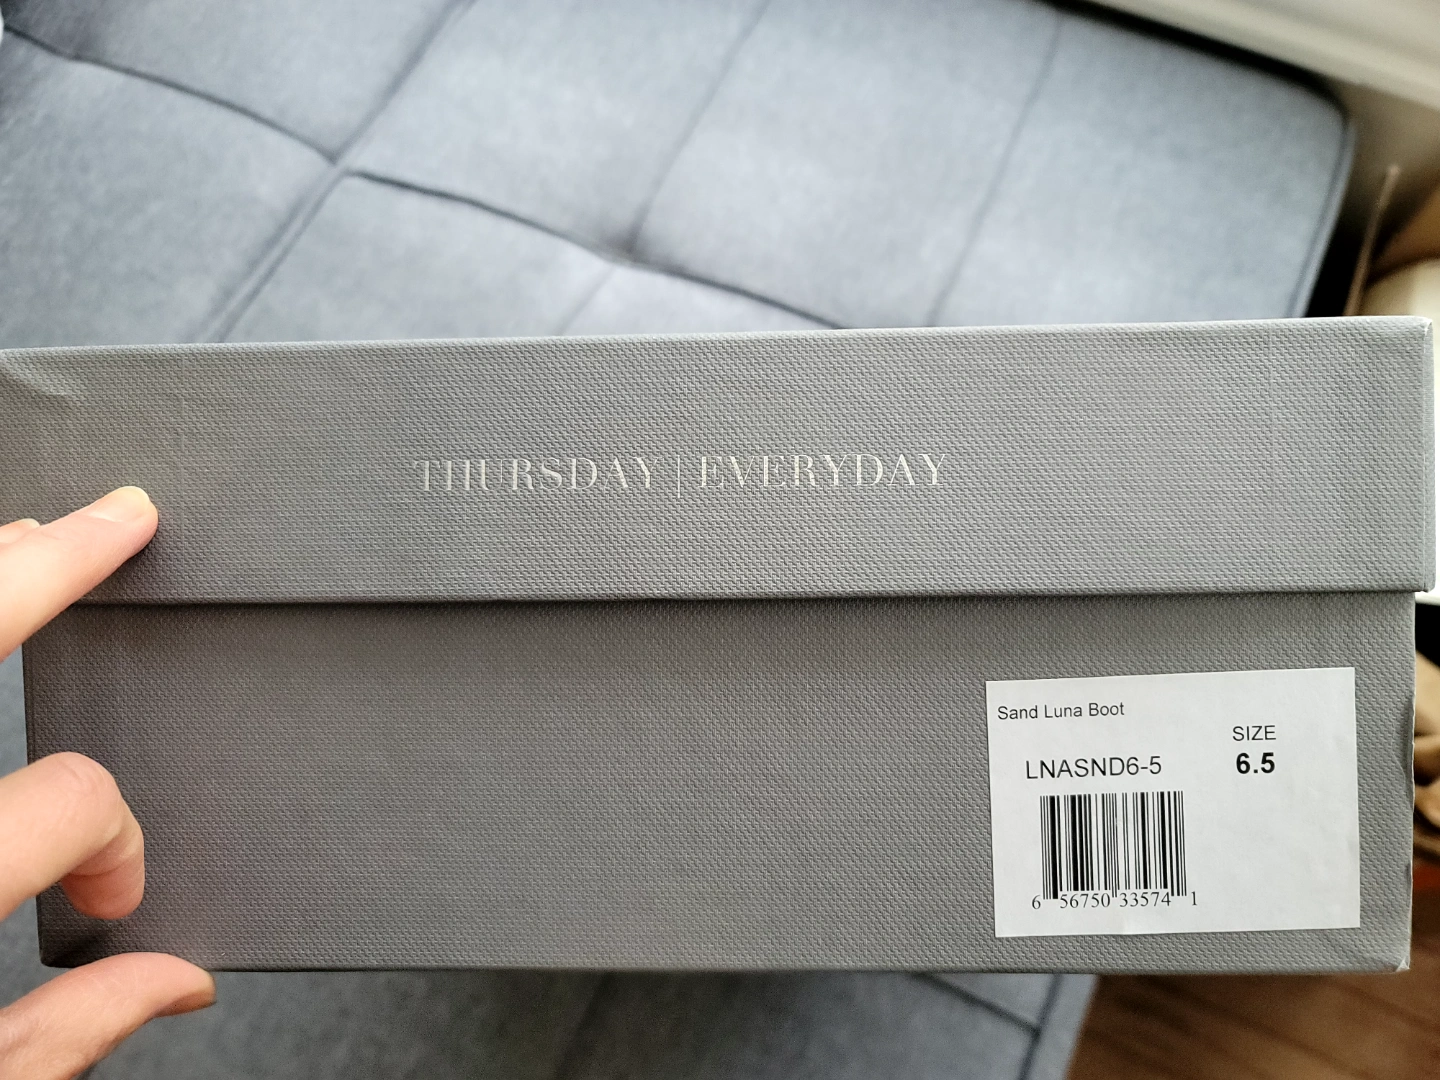 THURSDAY | EVERYDAY
Sand Luna Boot
SIZE
LNASND6-5
6.5
6 56750 33574 1